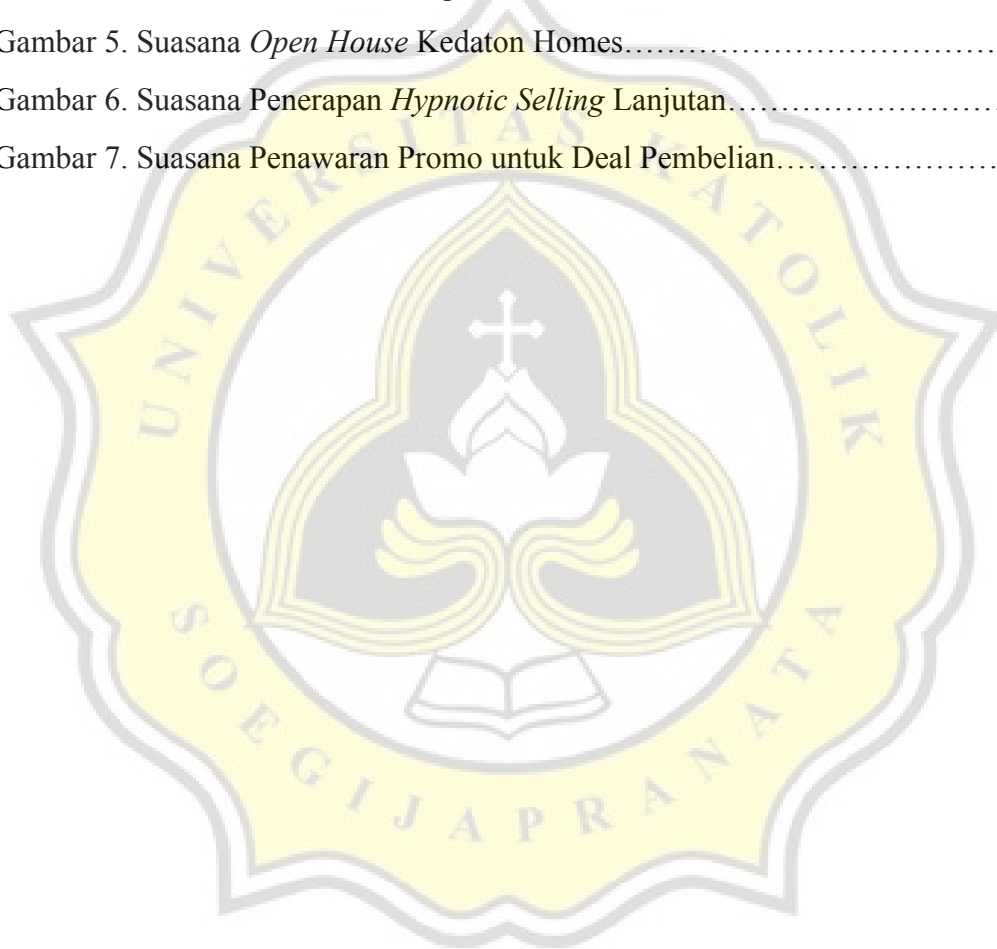 Gambar 5. Suasana Open House Kedaton Homes……………………………
Gambar 6. Suasana Penerapan Hypnotic Selling Lanjutan……………………
Gambar 7. Suasana Penawaran Promo untuk Deal Pembelian…………………
UNIVERSITAS KATOLIK
SOEGIJAPRANATA